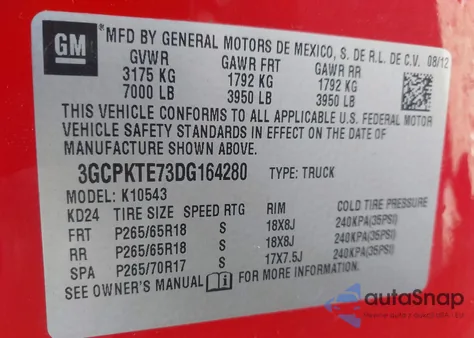 GM MFD BY GENERAL MOTORS DE MEXICO, S. DE R.L. DE C.V. 08/12
GVWR GAWR FRT GAWR RR
3175 KG 1792 KG 1792 KG
7000 LB 3950 LB 3950 LB
THIS VEHICLE CONFORMS TO ALL APPLICABLE U.S. FEDERAL MOTOR
VEHICLE SAFETY STANDARDS IN EFFECT ON THE DATE OF
MANUFACTURE SHOWN ABOVE.
3GCPKTE73DG164280 TYPE: TRUCK
MODEL: K10543
KD24 TIRE SIZE SPEED RTG RIM COLD TIRE PRESSURE
FRT P265/65R18 S 18X8J 240KPA(35PSI)
RR P265/65R18 S 18X8J 240KPA(35PSI)
SPA P265/70R17 S 17X7.5J 240KPA(35PSI)
SEE OWNER'S MANUAL FOR MORE INFORMATION.
autoSnap